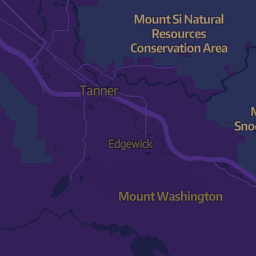 Mount Si Natural
Resources
Conservation Area
Tanner
Edgewick
Mount Washington